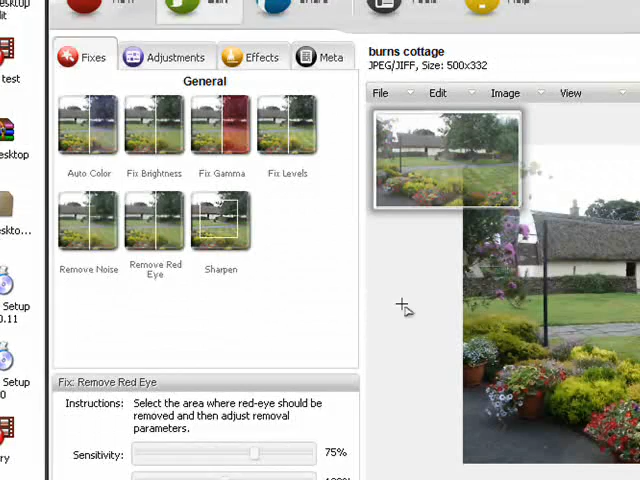 test
esktop
eskto...
Setup
0.11
Setup
0
ry
Fixes
Adjustments
Effects
Meta
General
Auto Color
Fix Brightness
Fix Gamma
Fix Levels
Remove Noise
Remove Red
Eye
Sharpen
Fix: Remove Red Eye
Instructions:
Select the area where red-eye should be
removed and then adjust removal
parameters.
Sensitivity:
75%
burns cottage
JPEG/JIFF, Size: 500x332
File
Edit
Image
View